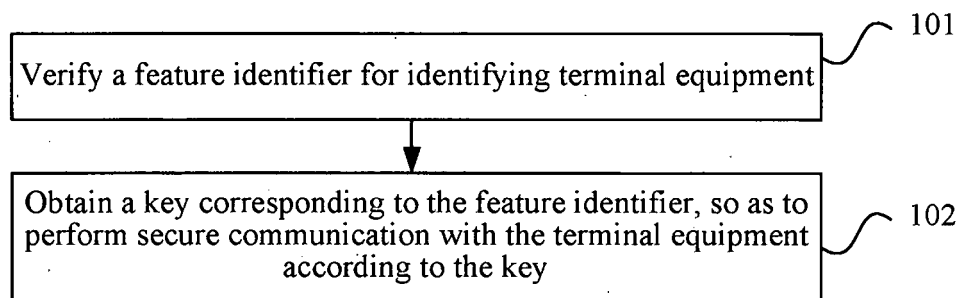 101
Verify a feature identifier for identifying terminal equipment
Obtain a key corresponding to the feature identifier, so as to
perform secure communication with the terminal equipment
according to the key
102